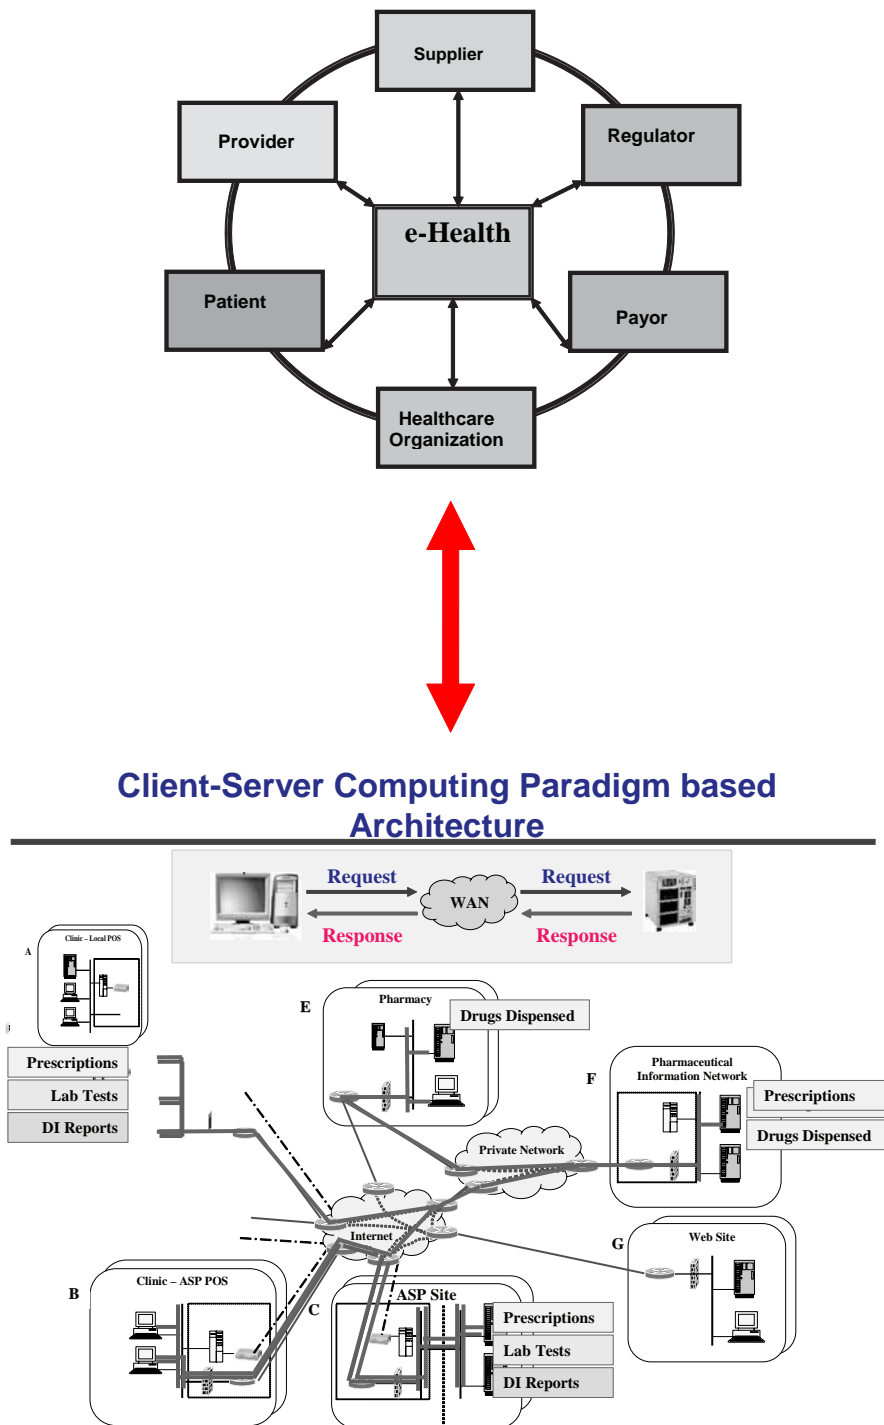 Supplier
Provider
Regulator
e-Health
Patient
Payor
Healthcare
Organization
Client-Server Computing Paradigm based
Architecture
Request
Request
WAN
Response
Response
A
Clinic – Local POS
Prescriptions
Lab Tests
DI Reports
E
Pharmacy
Drugs Dispensed
F
Pharmaceutical
Information Network
Prescriptions
Drugs Dispensed
Private Network
Internet
G
Web Site
B
Clinic – ASP POS
C
ASP Site
Prescriptions
Lab Tests
DI Reports